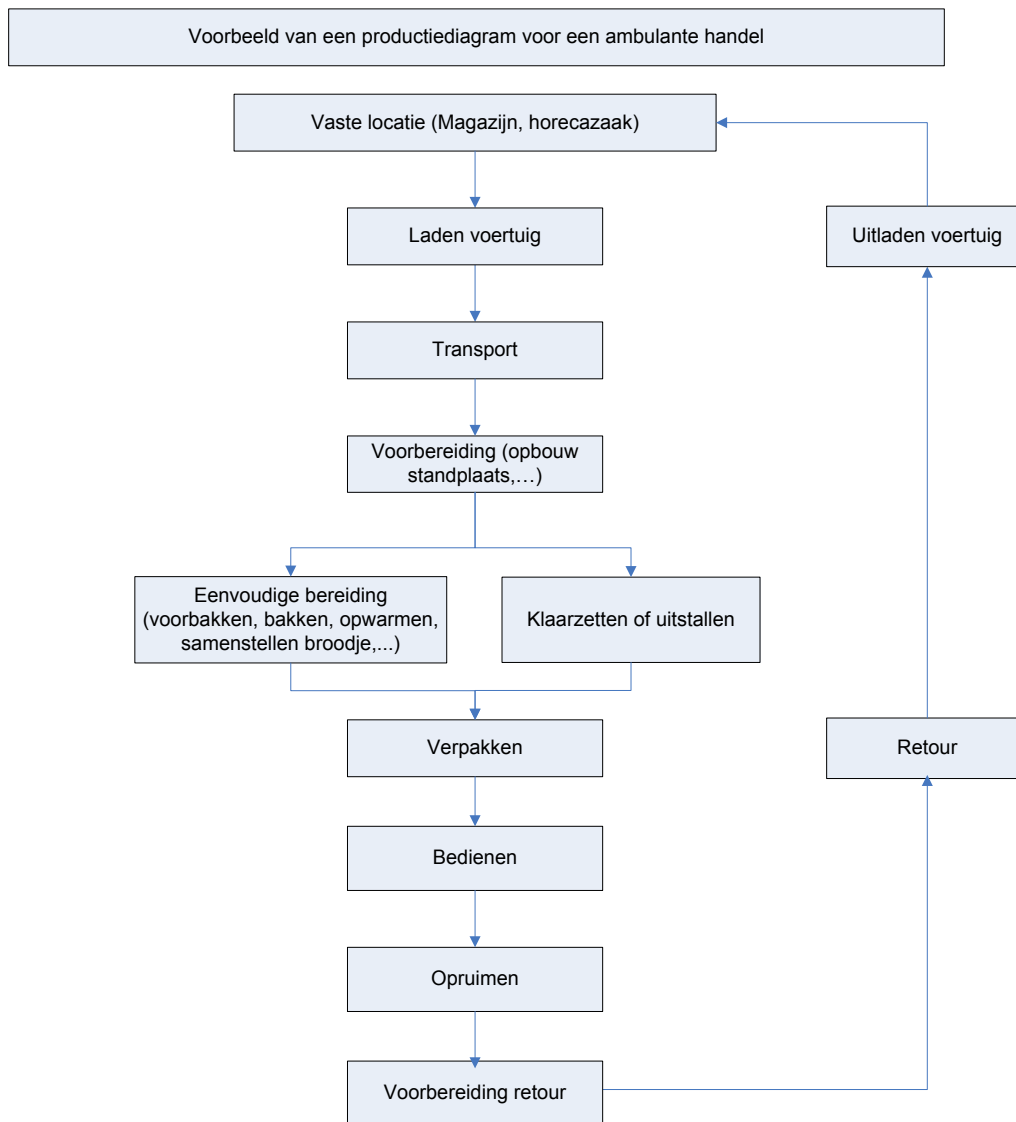 Voorbeeld van een productiediagram voor een ambulante handel
Vaste locatie (Magazijn, horecazaak)
Laden voertuig
Transport
Voorbereiding (opbouw
standplaats,…)
Eenvoudige bereiding
(voorbakken, bakken, opwarmen,
samenstellen broodje,...)
Klaarzetten of uitstallen
Verpakken
Bedienen
Opruimen
Voorbereiding retour
Retour
Uitladen voertuig